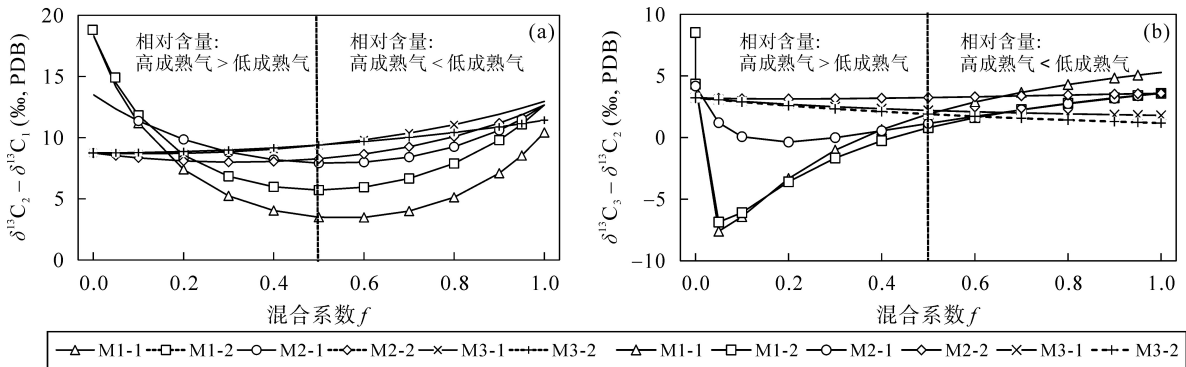 20
15
10
5
0
δ¹³C₂ − δ¹³C₁ (‰, PDB)
相对含量:
高成熟气 > 低成熟气
相对含量:
高成熟气 < 低成熟气
(a)
0.0 0.2 0.4 0.6 0.8 1.0
混合系数 f
10
5
0
−5
−10
δ¹³C₃ − δ¹³C₂ (‰, PDB)
相对含量:
高成熟气 > 低成熟气
相对含量:
高成熟气 < 低成熟气
(b)
0.0 0.2 0.4 0.6 0.8 1.0
混合系数 f
M1-1 M1-2 M2-1 M2-2 M3-1 M3-2 M1-1 M1-2 M2-1 M2-2 M3-1 M3-2